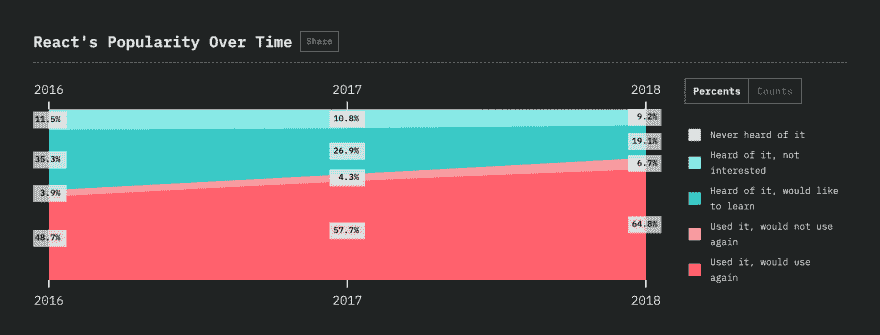 React's Popularity Over Time Share
2016 2017 2018
Percents Counts
11.5% 10.8% 9.2%
35.3% 26.9% 19.1%
3.9% 4.3% 6.7%
48.7% 57.7% 64.8%
Never heard of it
Heard of it, not
interested
Heard of it, would like
to learn
Used it, would not use
again
Used it, would use
again
2016 2017 2018